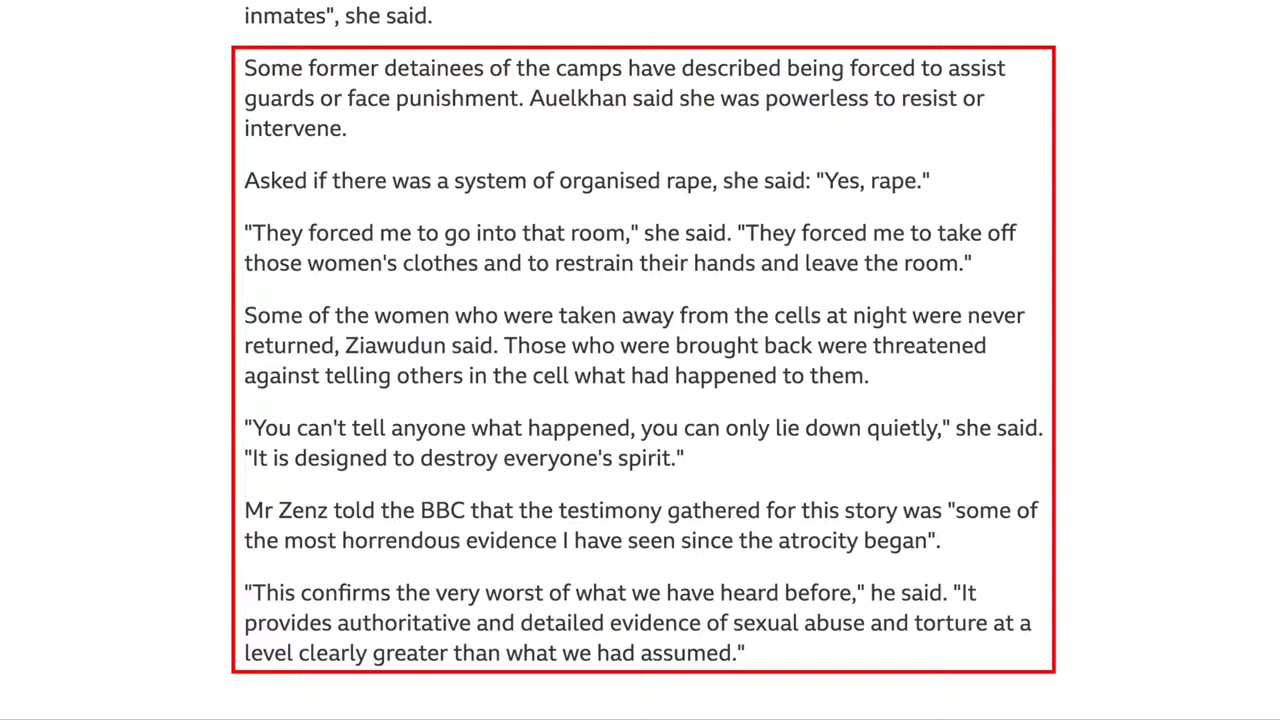 inmates", she said.
Some former detainees of the camps have described being forced to assist
guards or face punishment. Auelkhan said she was powerless to resist or
intervene.
Asked if there was a system of organised rape, she said: "Yes, rape."
"They forced me to go into that room," she said. "They forced me to take off
those women's clothes and to restrain their hands and leave the room."
Some of the women who were taken away from the cells at night were never
returned, Ziawudun said. Those who were brought back were threatened
against telling others in the cell what had happened to them.
"You can't tell anyone what happened, you can only lie down quietly," she said.
"It is designed to destroy everyone's spirit."
Mr Zenz told the BBC that the testimony gathered for this story was "some of
the most horrendous evidence I have seen since the atrocity began".
"This confirms the very worst of what we have heard before," he said. "It
provides authoritative and detailed evidence of sexual abuse and torture at a
level clearly greater than what we had assumed."